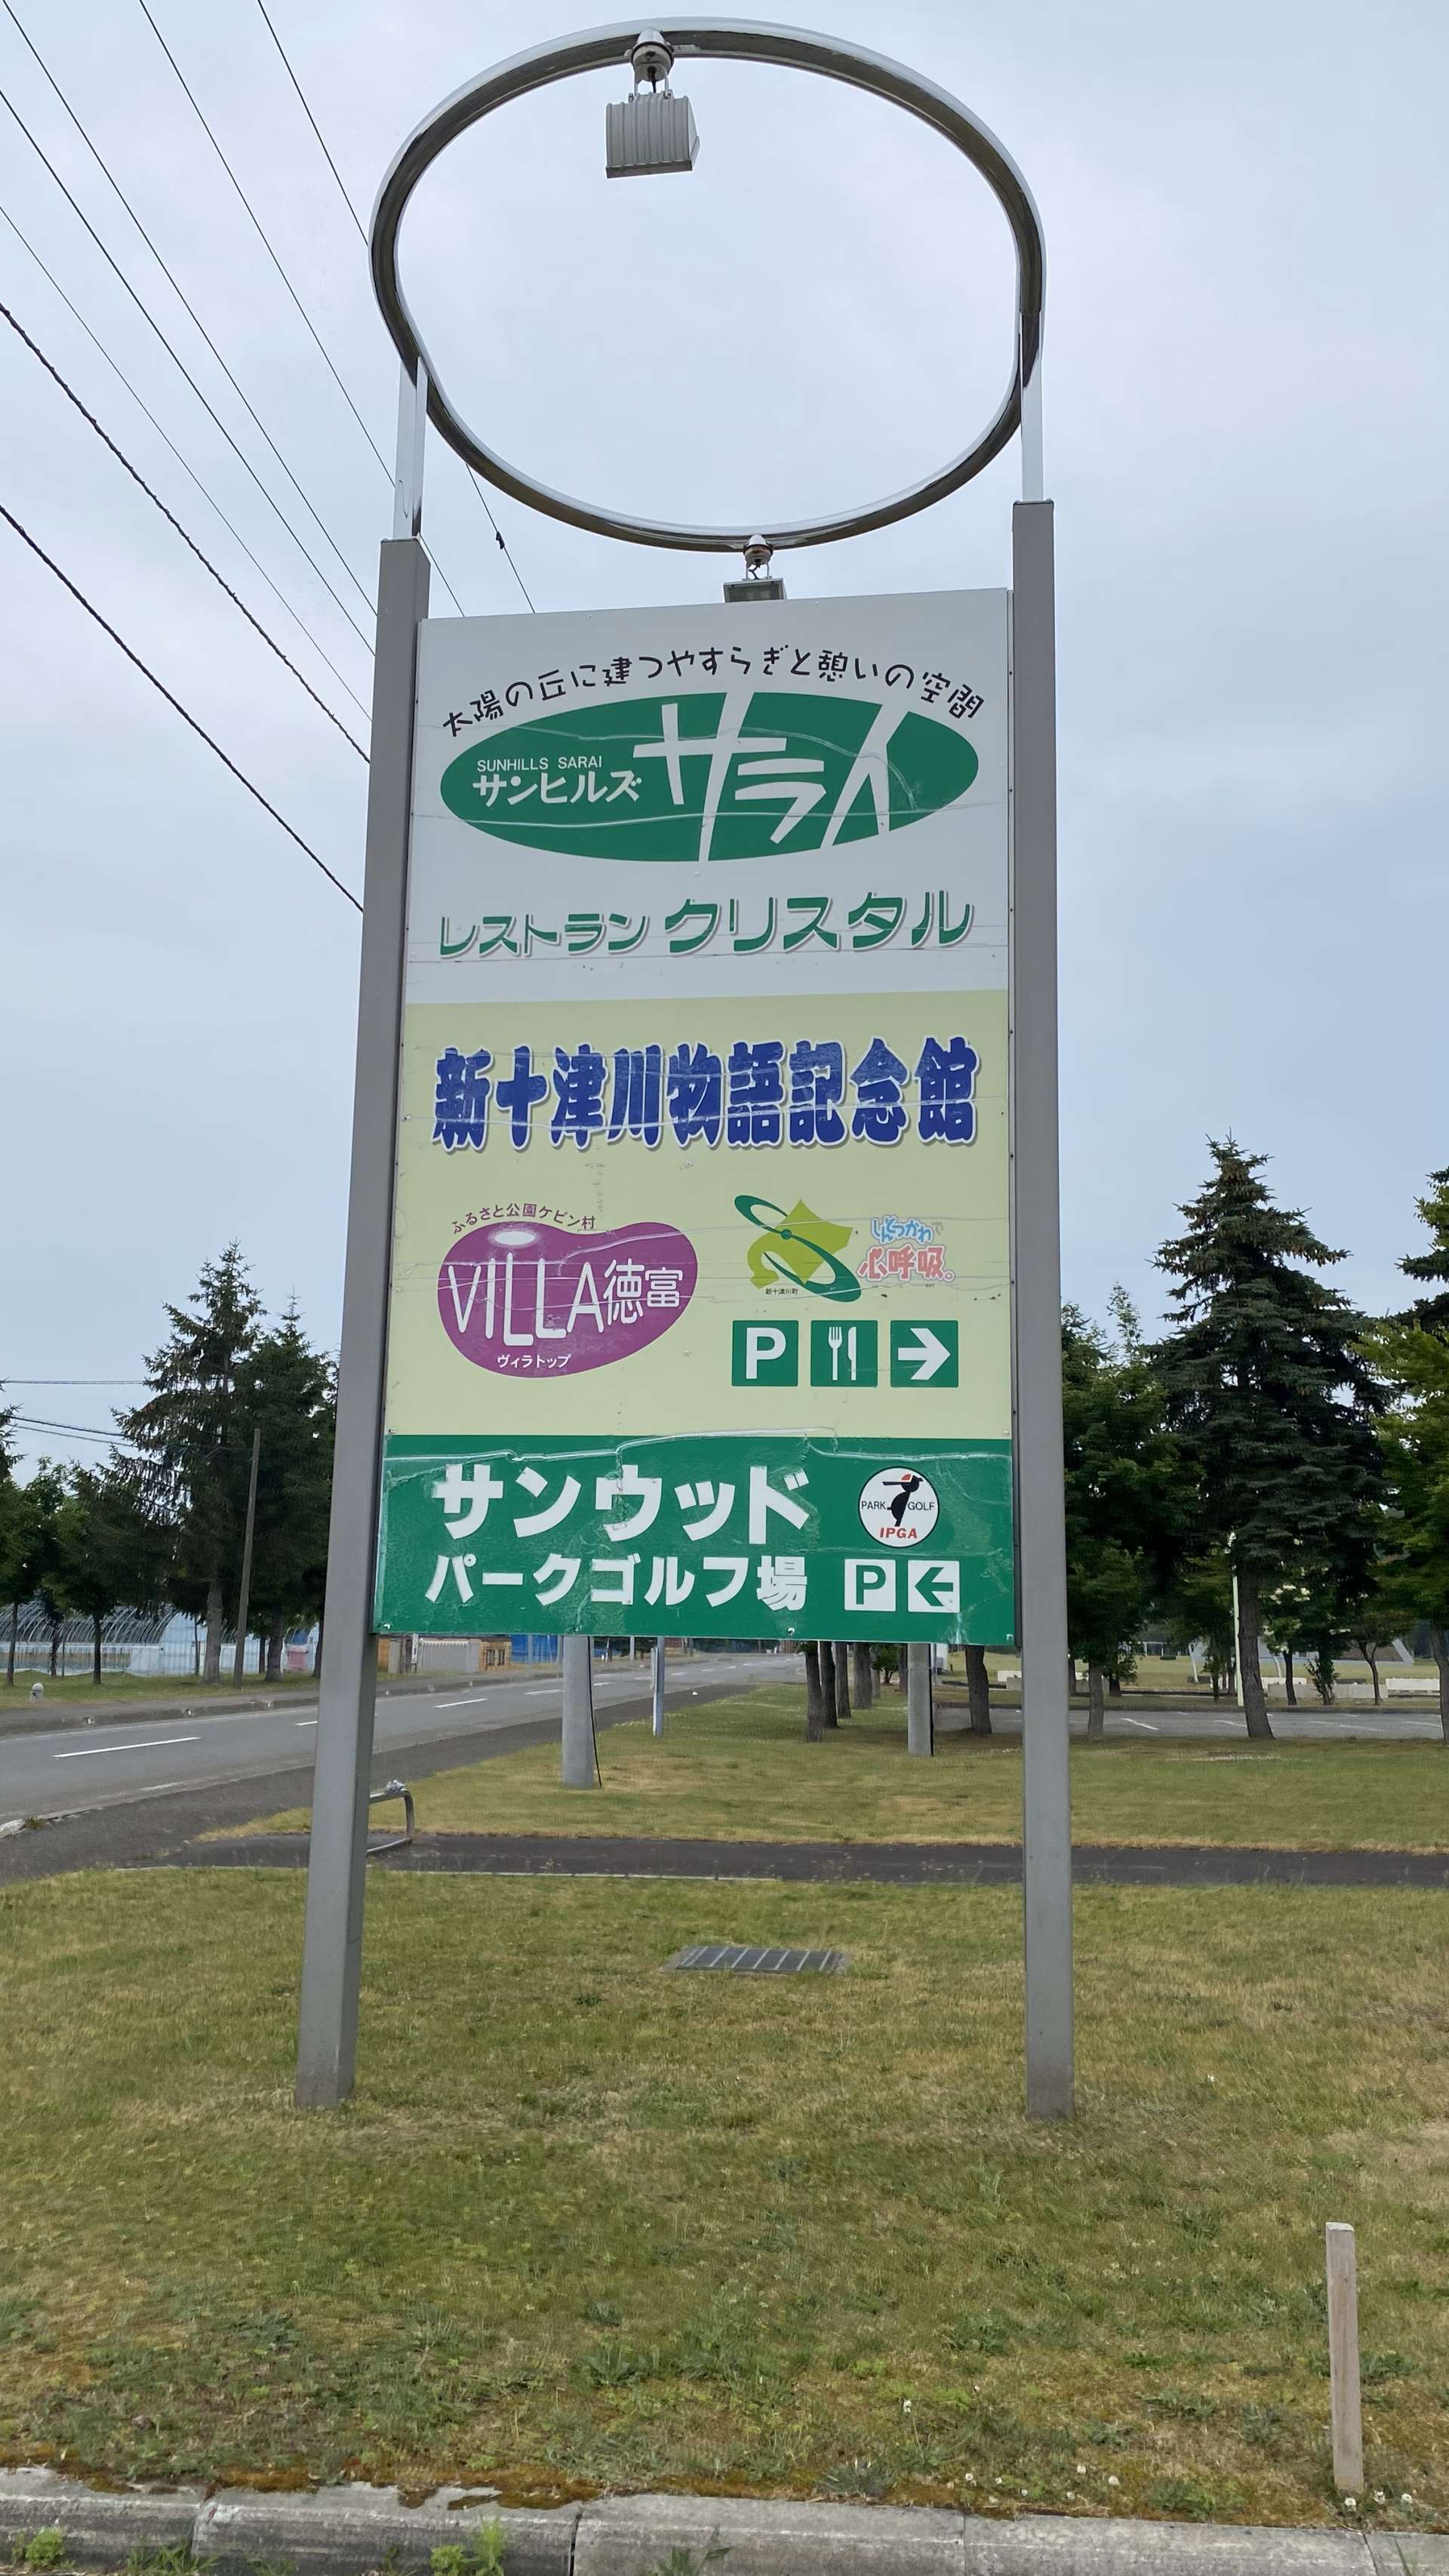 太陽の丘に建つやすらぎと憩いの空間
SUNHILLS SARAI
サンヒルズ サライ
レストラン クリスタル
新十津川物語記念館
ふるさと公園ケビン村
VILLA徳富
ヴィラトップ
新十津川町
しんとつかわで
心呼吸。
P
サンウッド
PARK GOLF
IPGA
パークゴルフ場 P